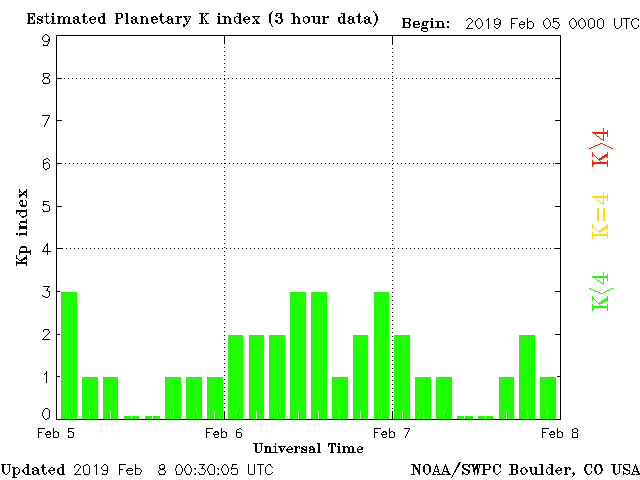 Estimated Planetary K index (3 hour data) Begin: 2019 Feb 05 0000 UTC
9
8
7
6
5
4
3
2
1
0
Kp index
K>4
K=4
K<4
Feb 5 Feb 6 Feb 7 Feb 8
Universal Time
Updated 2019 Feb 8 00:30:05 UTC NOAA/SWPC Boulder, CO USA